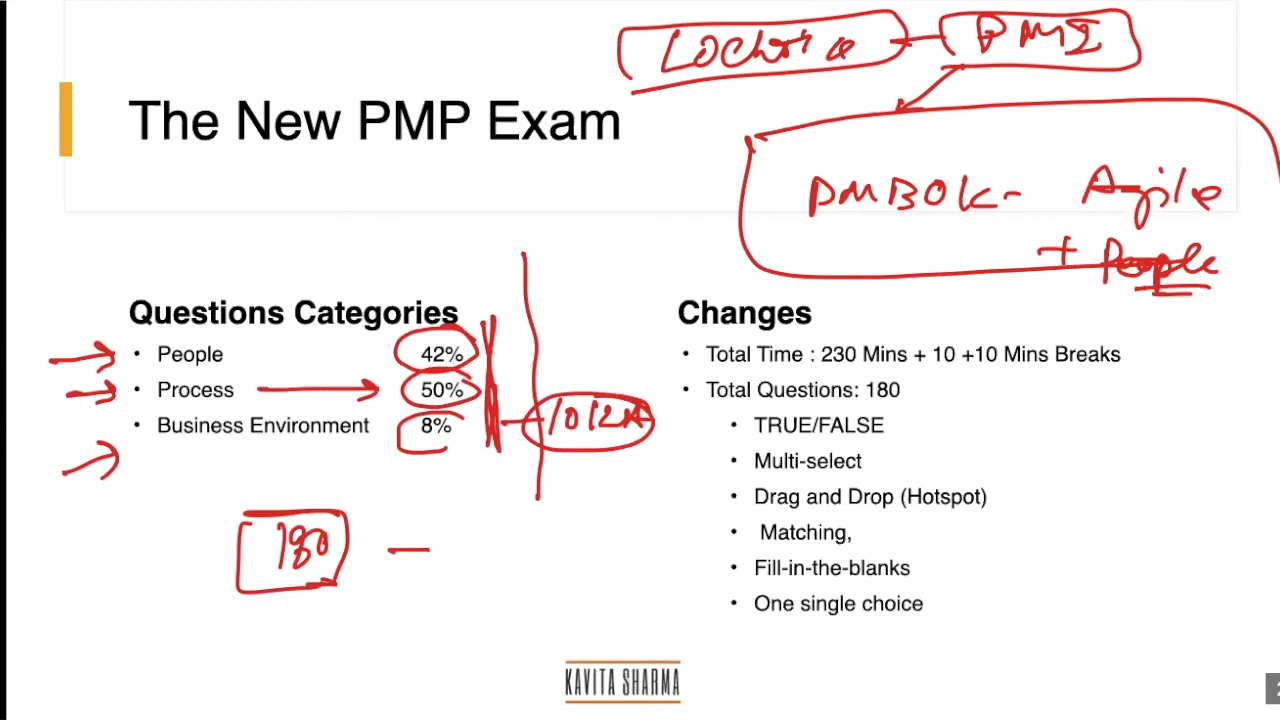 PMI
The New PMP Exam
PMBOK - Agile
+ People
Questions Categories
• People 42%
• Process 50%
• Business Environment 8%
180
Changes
• Total Time : 230 Mins + 10 +10 Mins Breaks
• Total Questions: 180
• TRUE/FALSE
• Multi-select
• Drag and Drop (Hotspot)
• Matching,
• Fill-in-the-blanks
• One single choice
KAVITA SHARMA